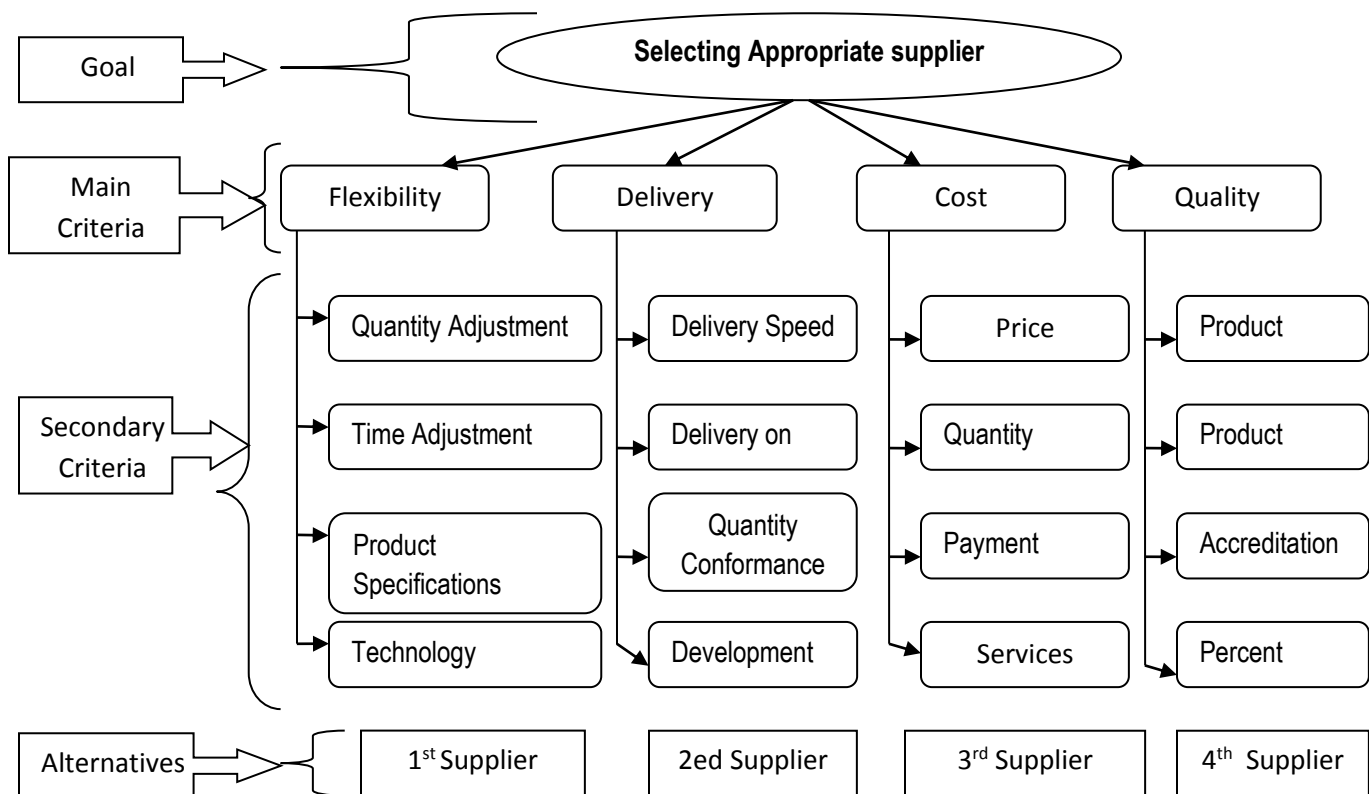 Goal
Selecting Appropriate supplier
Main
Criteria
Flexibility
Delivery
Cost
Quality
Secondary
Criteria
Quantity Adjustment
Delivery Speed
Price
Product
Time Adjustment
Delivery on
Quantity
Product
Product
Specifications
Quantity
Conformance
Payment
Accreditation
Technology
Development
Services
Percent
Alternatives
1st Supplier
2ed Supplier
3rd Supplier
4th Supplier